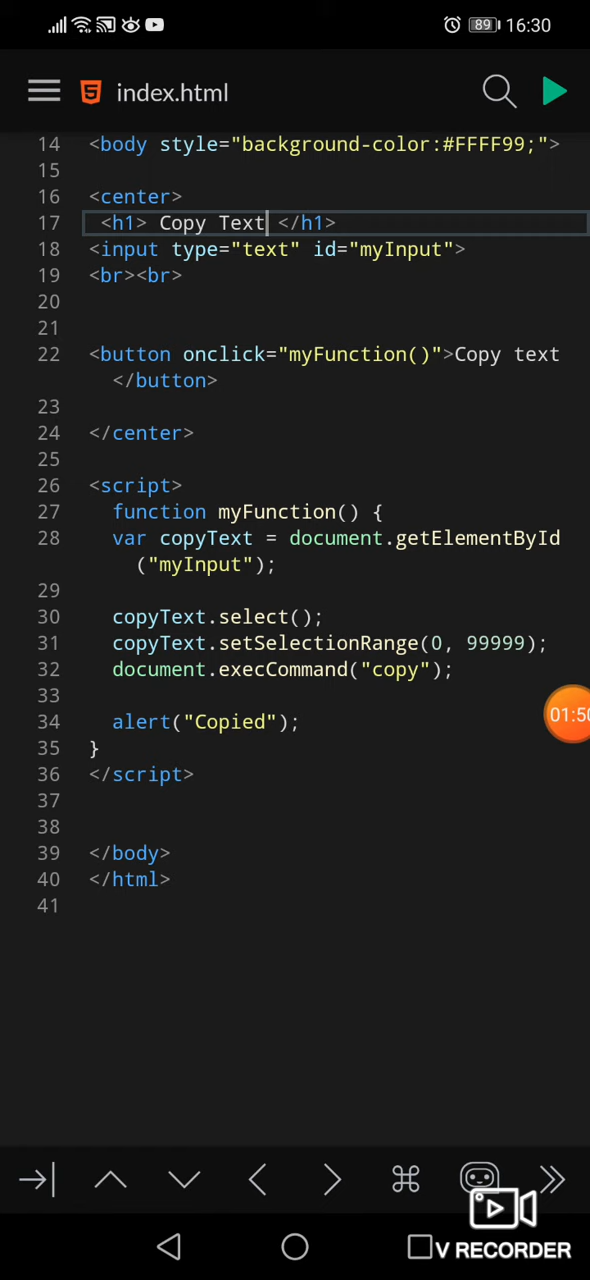 89 16:30
index.html
14 <body style="background-color:#FFFF99;">
15
16 <center>
17 <h1> Copy Text </h1>
18 <input type="text" id="myInput">
19 <br><br>
20
21
22 <button onclick="myFunction()">Copy text
</button>
23
24 </center>
25
26 <script>
27 function myFunction() {
28 var copyText = document.getElementById
("myInput");
29
30 copyText.select();
31 copyText.setSelectionRange(0, 99999);
32 document.execCommand("copy");
33
01:50
34 alert("Copied");
35 }
36 </script>
37
38
39 </body>
40 </html>
41
V RECORDER